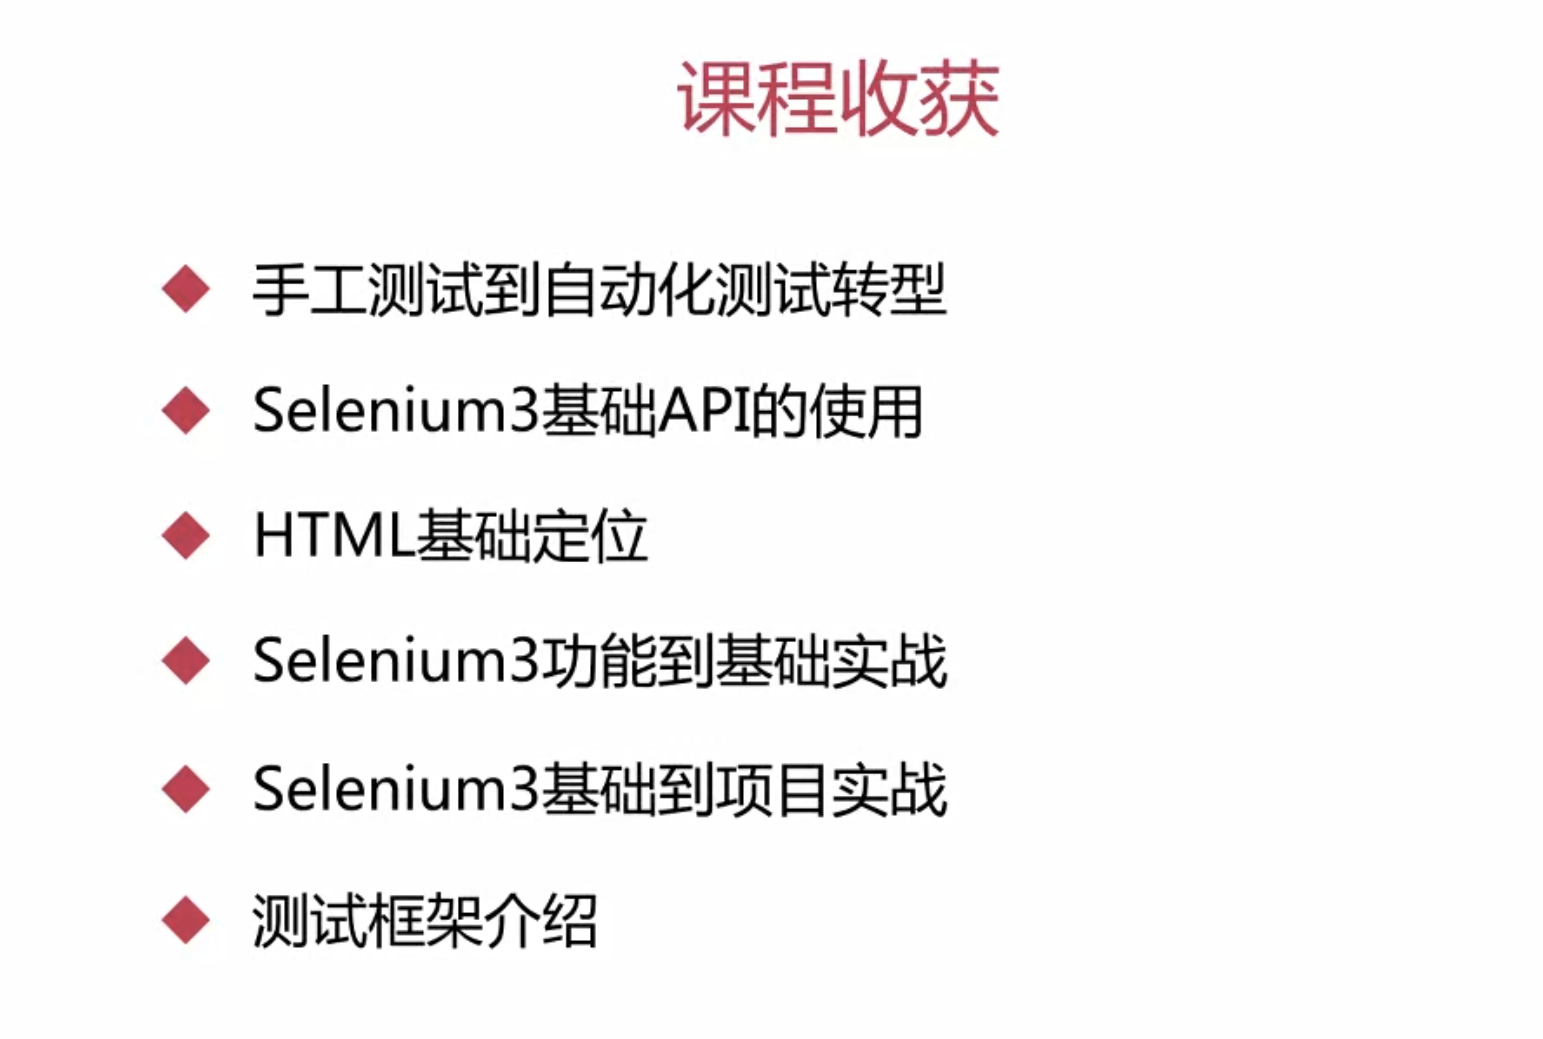 课程收获
手工测试到自动化测试转型
Selenium3基础API的使用
HTML基础定位
Selenium3功能到基础实战
Selenium3基础到项目实战
测试框架介绍